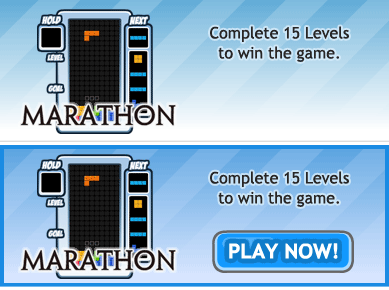 HOLD
NEXT
LEVEL
GOAL
MARATHON
Complete 15 Levels
to win the game.
HOLD
NEXT
LEVEL
GOAL
MARATHON
Complete 15 Levels
to win the game.
PLAY NOW!